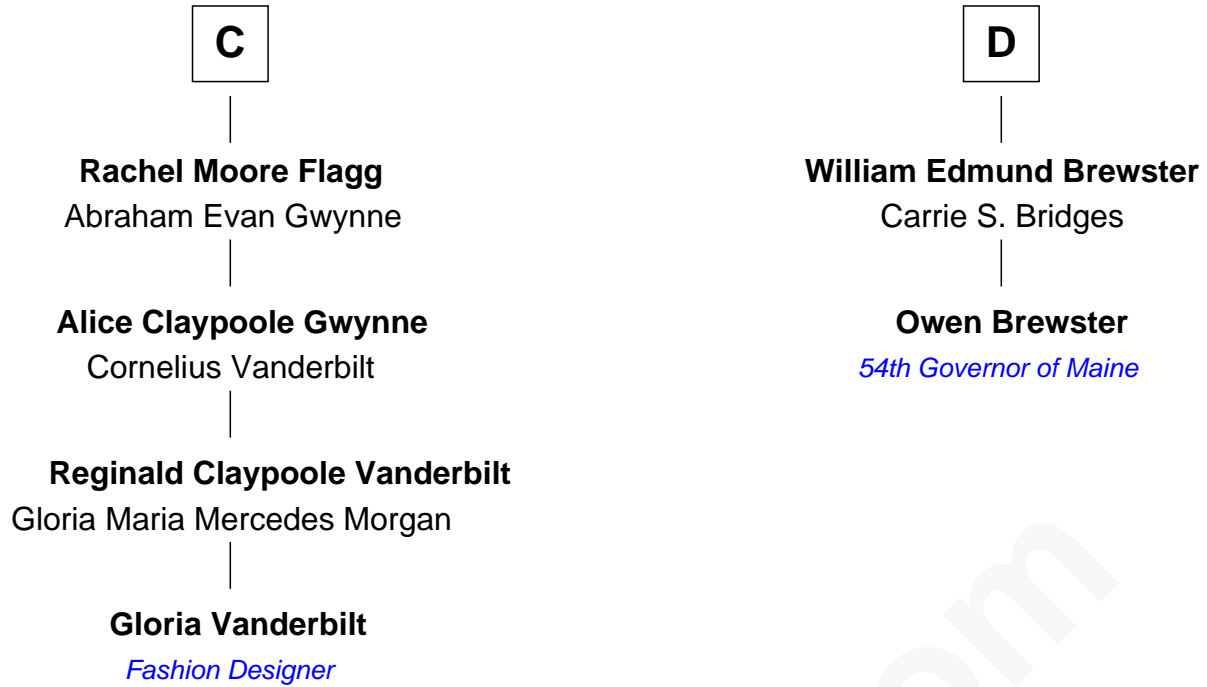 C
Rachel Moore Flagg
Abraham Evan Gwynne
Alice Claypoole Gwynne
Cornelius Vanderbilt
Reginald Claypoole Vanderbilt
Gloria Maria Mercedes Morgan
Gloria Vanderbilt
Fashion Designer
D
William Edmund Brewster
Carrie S. Bridges
Owen Brewster
54th Governor of Maine
om